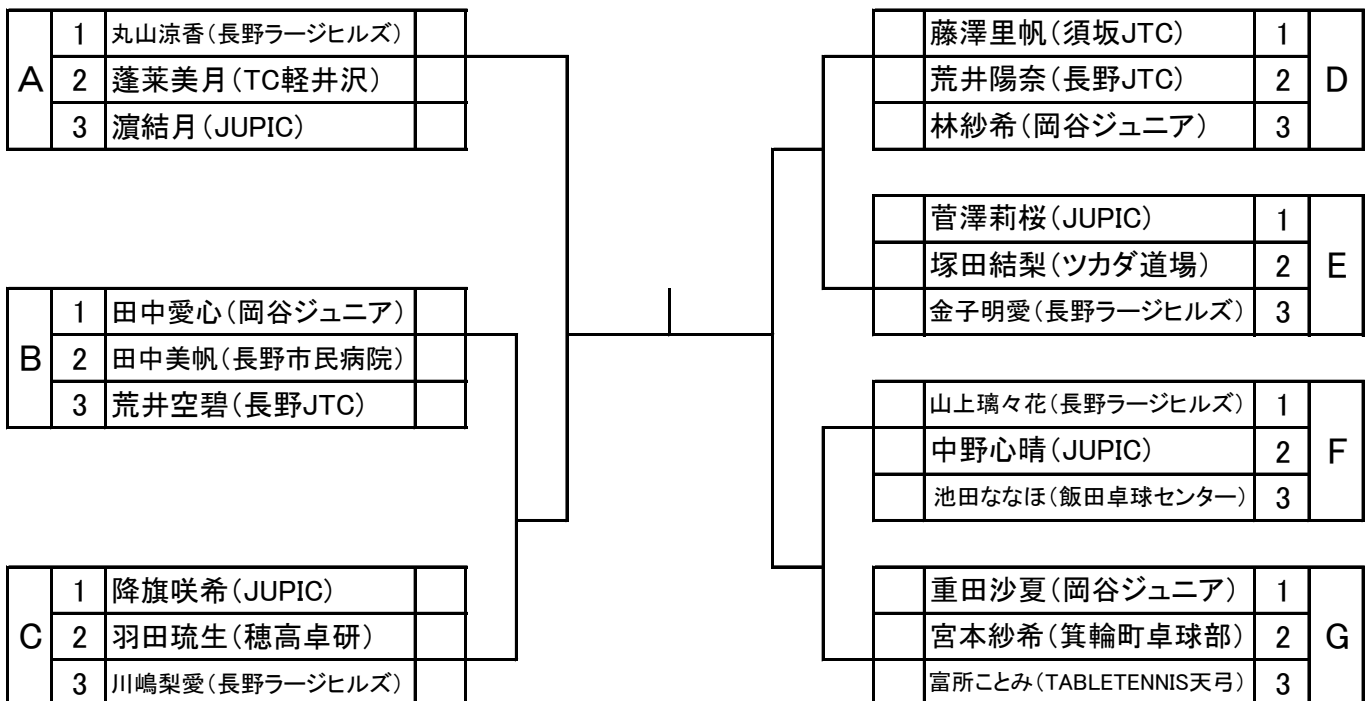 A
1 丸山涼香(長野ラージヒルズ)
2 蓬莱美月(TC軽井沢)
3 濵結月(JUPIC)
B
1 田中愛心(岡谷ジュニア)
2 田中美帆(長野市民病院)
3 荒井空碧(長野JTC)
C
1 降旗咲希(JUPIC)
2 羽田琉生(穂高卓研)
3 川嶋梨愛(長野ラージヒルズ)
藤澤里帆(須坂JTC) 1
荒井陽奈(長野JTC) 2
林紗希(岡谷ジュニア) 3
D
菅澤莉桜(JUPIC) 1
塚田結梨(ツカダ道場) 2
金子明愛(長野ラージヒルズ) 3
E
山上璃々花(長野ラージヒルズ) 1
中野心晴(JUPIC) 2
池田ななほ(飯田卓球センター) 3
F
重田沙夏(岡谷ジュニア) 1
宮本紗希(箕輪町卓球部) 2
富所ことみ(TABLETENNIS天弓) 3
G